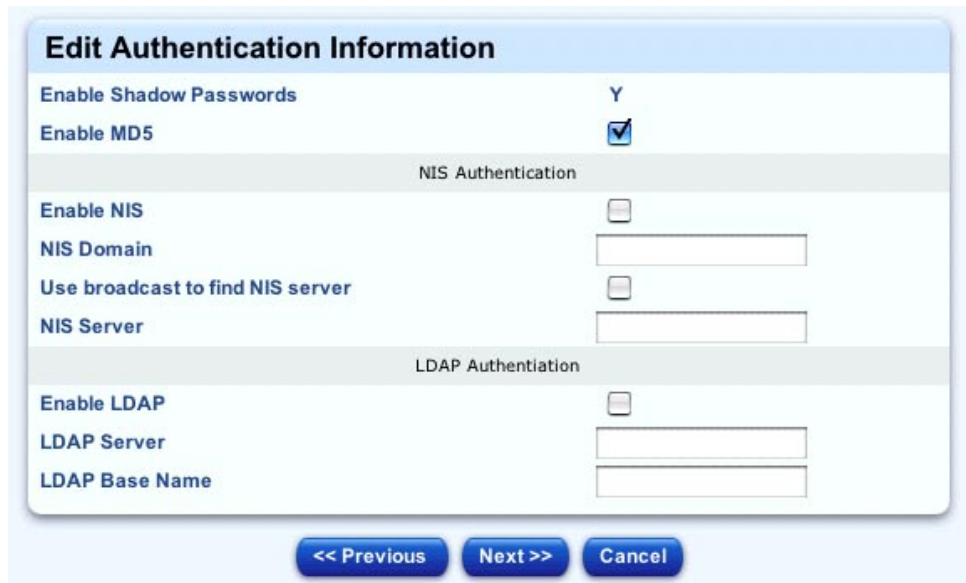 Edit Authentication Information
Enable Shadow Passwords Y
Enable MD5
NIS Authentication
Enable NIS
NIS Domain
Use broadcast to find NIS server
NIS Server
LDAP Authentiation
Enable LDAP
LDAP Server
LDAP Base Name
<< Previous Next >> Cancel